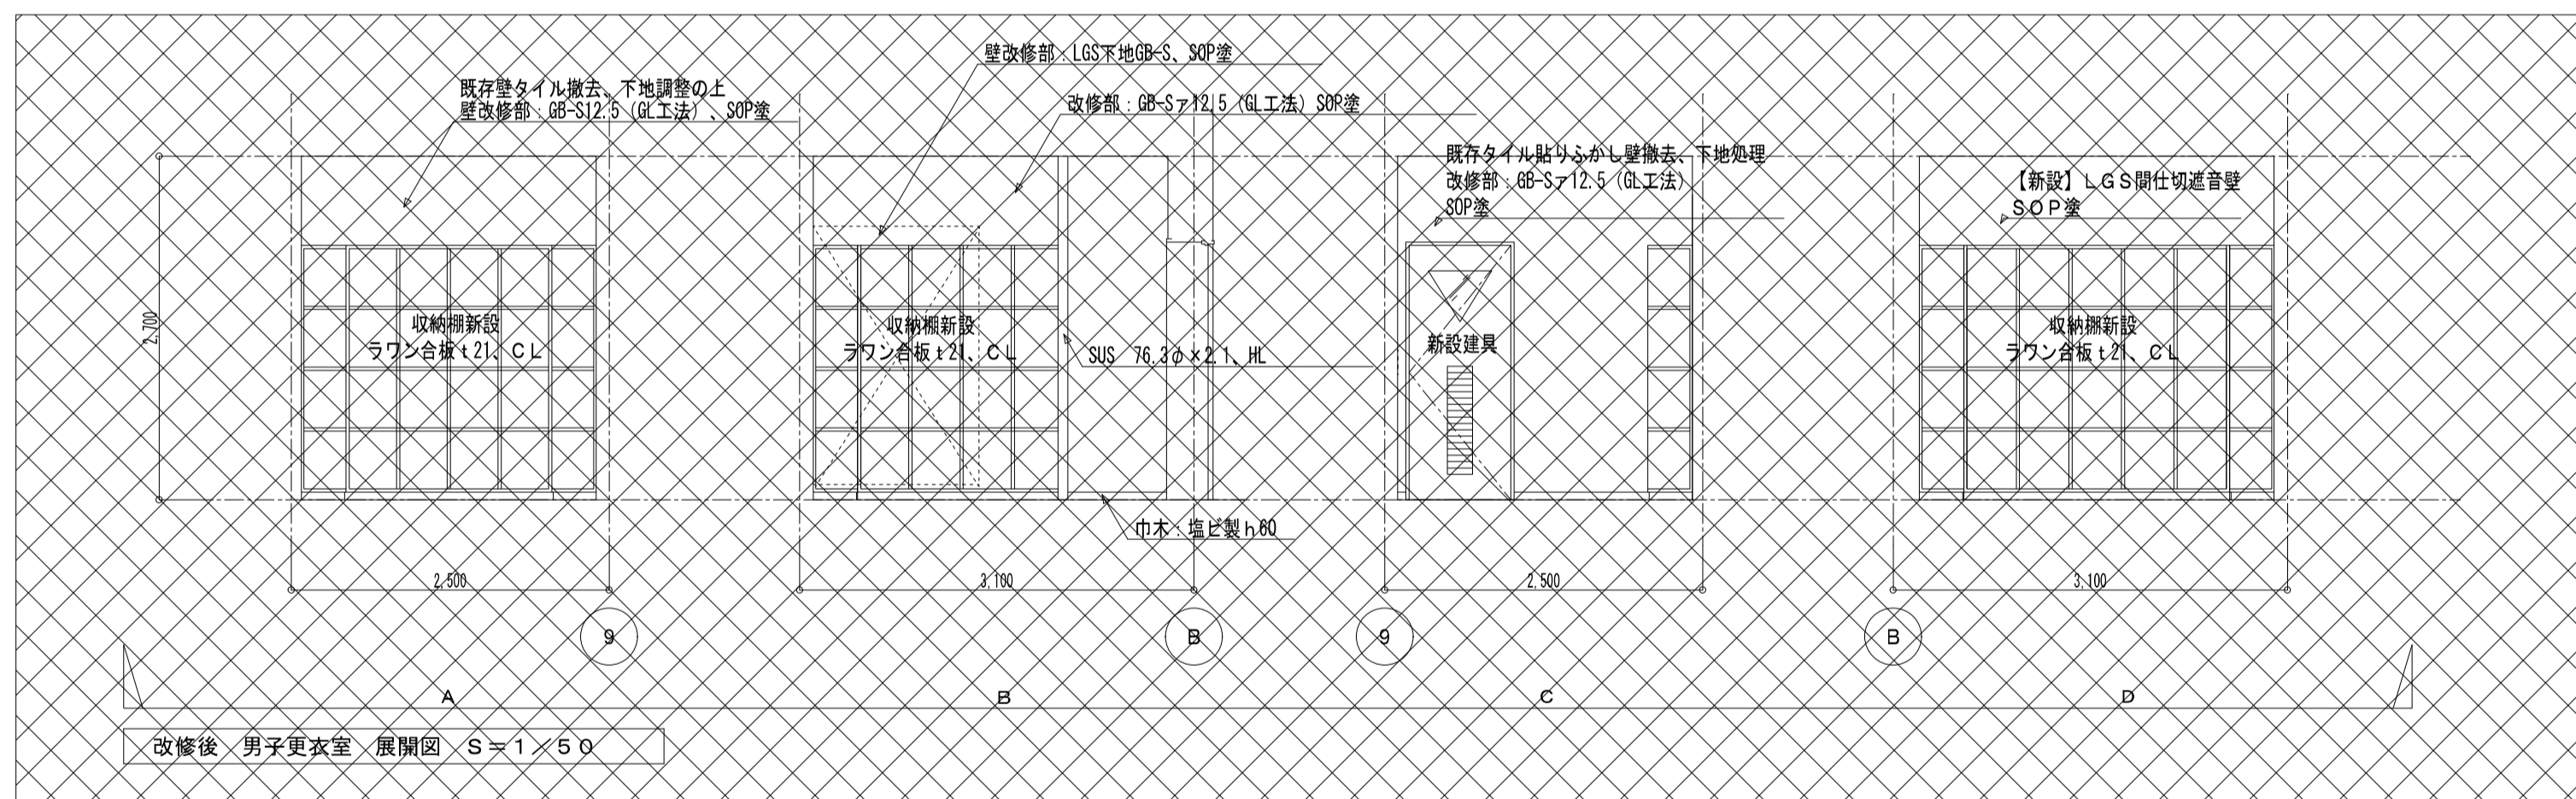 壁改修部：LGS下地GB-S、SOP塗
既存壁タイル撤去、下地調整の上
壁改修部：GB-S12.5（GL工法）、SOP塗
改修部：GB-Sァ12.5（GL工法）SOP塗
既存タイル貼りふかし壁撤去、下地処理
改修部：GB-Sァ12.5（GL工法）
SOP塗
【新設】ＬＧＳ間仕切遮音壁
ＳＯＰ塗
2,700
収納棚新設
ラワン合板ｔ21、ＣＬ
収納棚新設
ラワン合板ｔ21、ＣＬ
SUS　76.3φ×2.1、HL
新設建具
収納棚新設
ラワン合板ｔ21、ＣＬ
巾木：塩ビ製ｈ60
2,500
3,100
2,500
3,100
9
B
9
B
A
B
C
D
改修後　男子更衣室　展開図　Ｓ＝１／５０